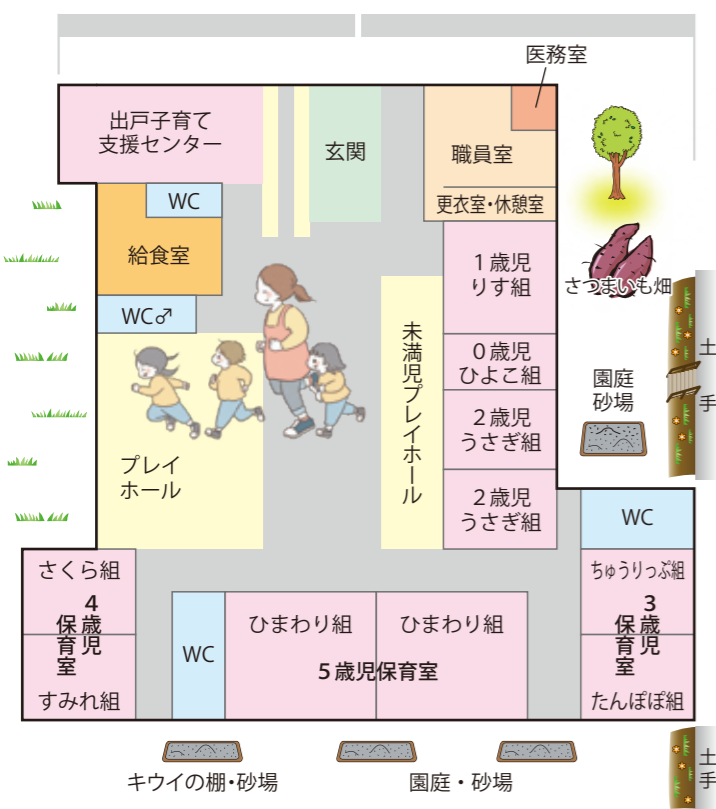 医務室
出戸子育て
支援センター
玄関
職員室
更衣室・休憩室
WC
給食室
WC♂
1歳児
りす組
さつまいも畑
0歳児
ひよこ組
未満児プレイホール
2歳児
うさぎ組
2歳児
うさぎ組
園庭
砂場
土手
プレイ
ホール
WC
さくら組
4歳児
保育室
すみれ組
WC
ひまわり組
ひまわり組
5歳児保育室
ちゅうりっぷ組
3歳児
保育室
たんぽぽ組
キウイの棚・砂場
園庭・砂場
土手